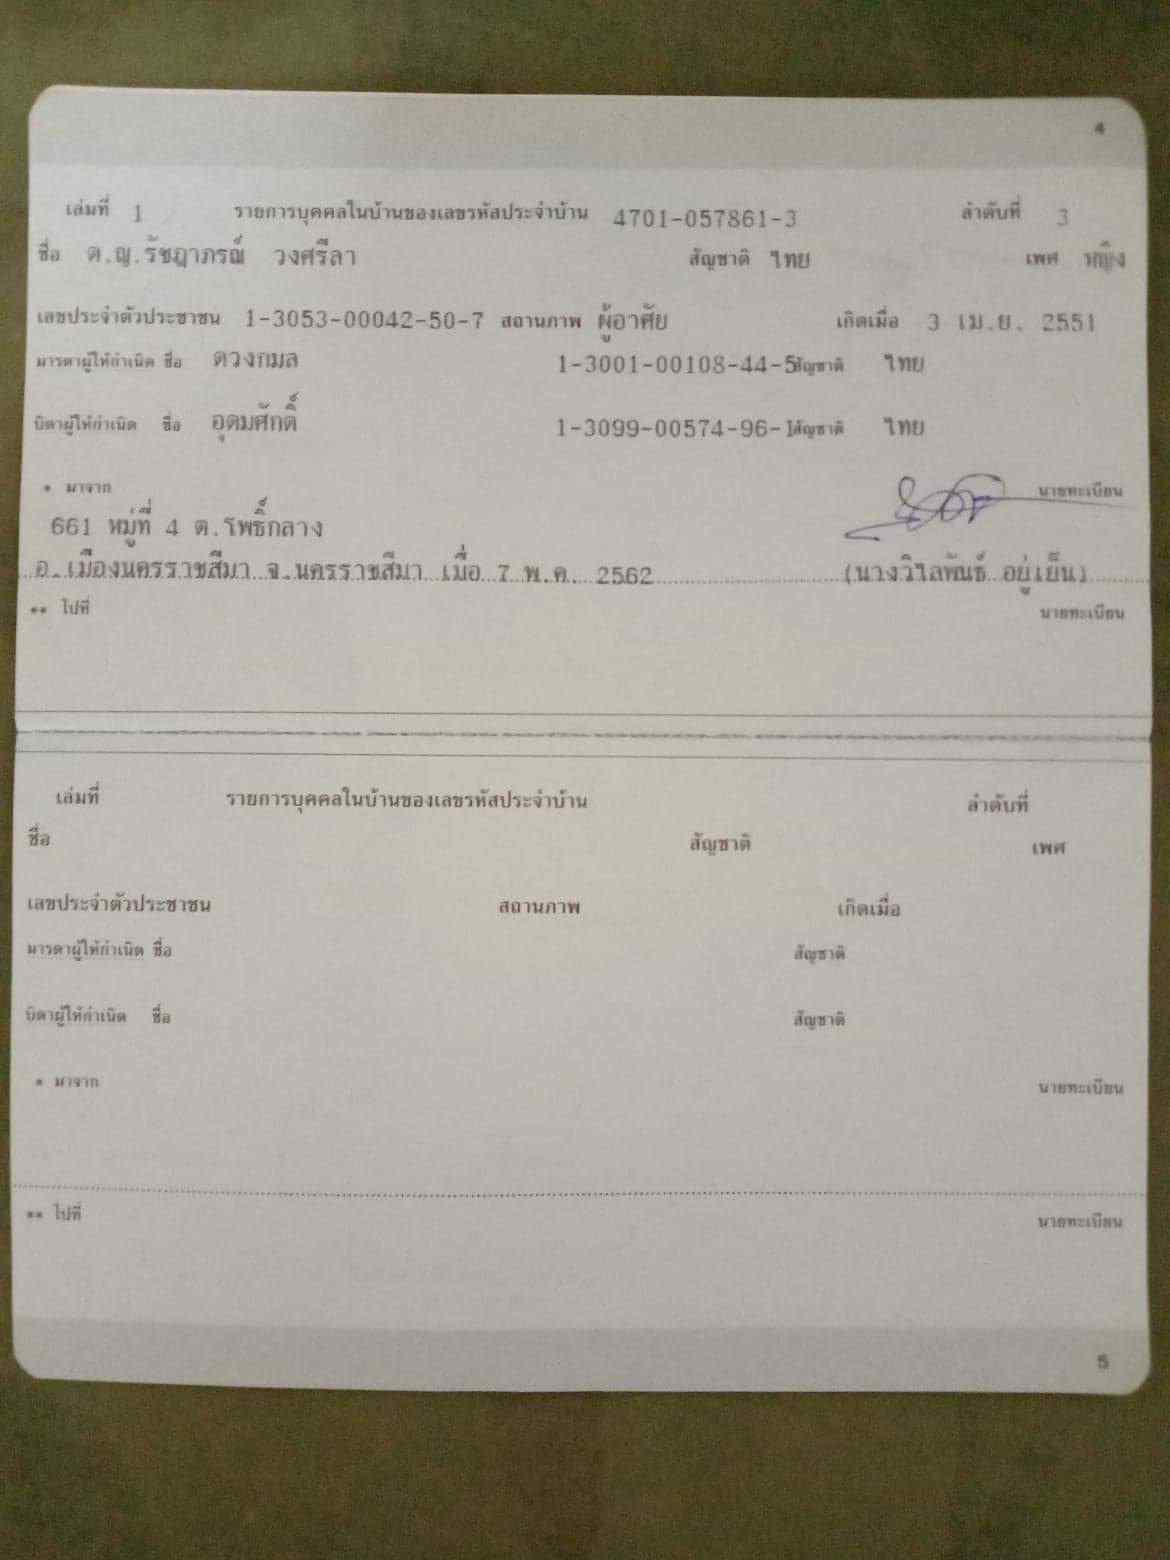 4
เล่มที่ 1 รายการบุคคลในบ้านของเลขรหัสประจำบ้าน 4701-057861-3 ลำดับที่ 3
ชื่อ ด.ญ.รัชฎาภรณ์ วงศรีลา สัญชาติ ไทย เพศ หญิง
เลขประจำตัวประชาชน 1-3053-00042-50-7 สถานภาพ ผู้อาศัย เกิดเมื่อ 3 เม.ย. 2551
มารดาผู้ให้กำเนิด ชื่อ ดวงกมล 1-3001-00108-44-5 สัญชาติ ไทย
บิดาผู้ให้กำเนิด ชื่อ อุดมศักดิ์ 1-3099-00574-96-1 สัญชาติ ไทย
* มาจาก นายทะเบียน
661 หมู่ที่ 4 ต.โพธิ์กลาง
อ.เมืองนครราชสีมา จ.นครราชสีมา เมื่อ 7 พ.ค. 2562 (นางวิไลพันธ์ อยู่เย็น)
** ไปที่ นายทะเบียน
เล่มที่ รายการบุคคลในบ้านของเลขรหัสประจำบ้าน ลำดับที่
ชื่อ สัญชาติ เพศ
เลขประจำตัวประชาชน สถานภาพ เกิดเมื่อ
มารดาผู้ให้กำเนิด ชื่อ สัญชาติ
บิดาผู้ให้กำเนิด ชื่อ สัญชาติ
* มาจาก นายทะเบียน
** ไปที่ นายทะเบียน
5